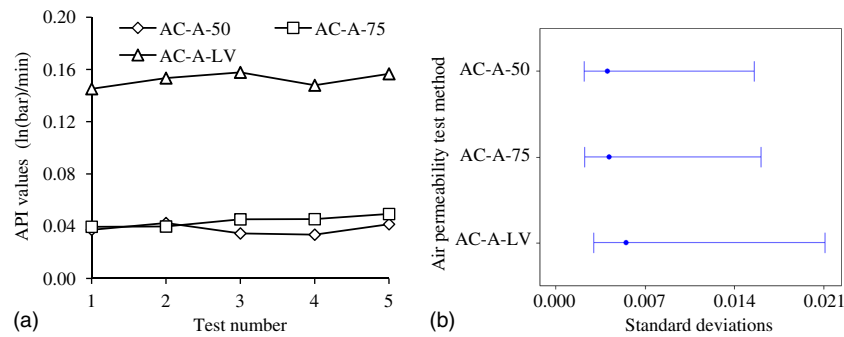 0.20
0.16
0.12
0.08
0.04
0.00
API values (ln(bar)/min)
AC-A-50
AC-A-75
AC-A-LV
1 2 3 4 5
Test number
(a)
Air permeability test method
AC-A-50
AC-A-75
AC-A-LV
0.000 0.007 0.014 0.021
Standard deviations
(b)